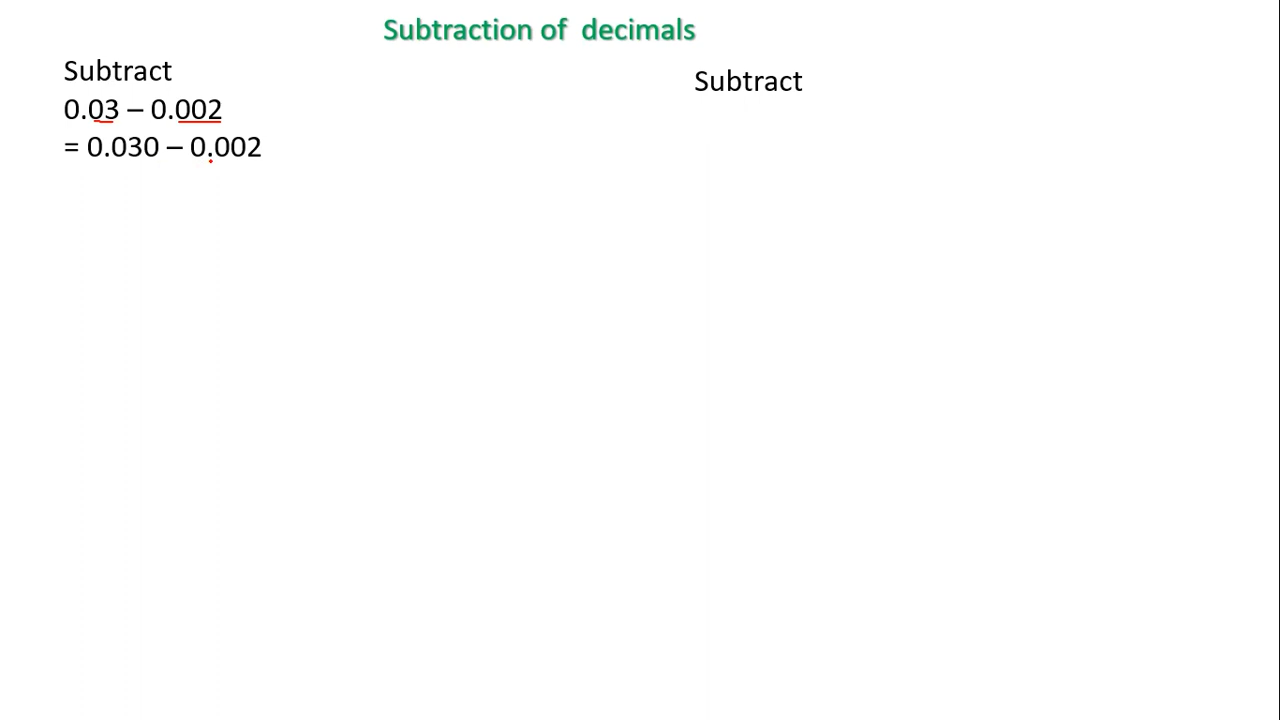 Subtraction of  decimals
Subtract
0.03 – 0.002
= 0.030 – 0.002
Subtract